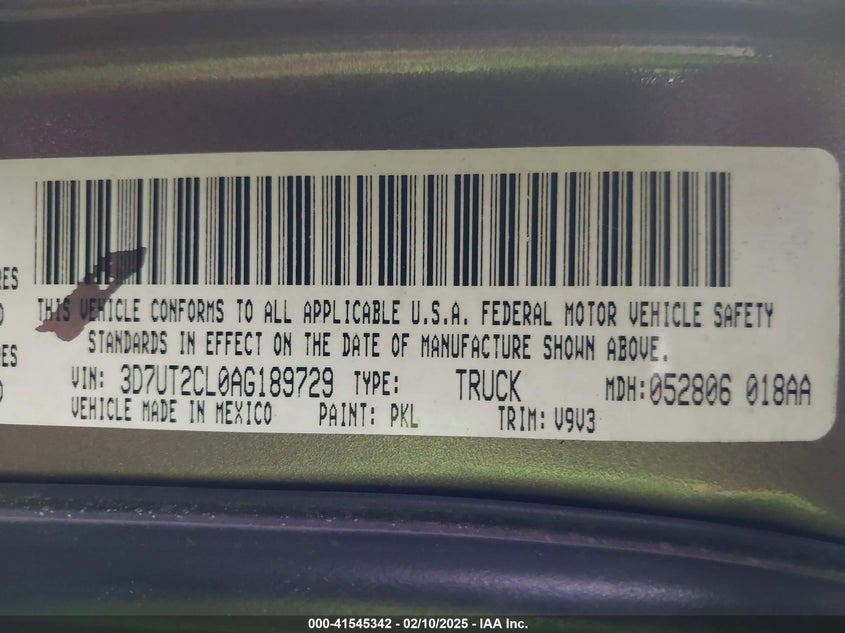 RES
THIS VEHICLE CONFORMS TO ALL APPLICABLE U.S.A. FEDERAL MOTOR VEHICLE SAFETY
STANDARDS IN EFFECT ON THE DATE OF MANUFACTURE SHOWN ABOVE.
ES
VIN: 3D7UT2CL0AG189729 TYPE: TRUCK MDH:052806 018AA
VEHICLE MADE IN MEXICO PAINT: PKL TRIM: V9V3
000-41545342 - 02/10/2025 - IAA Inc.